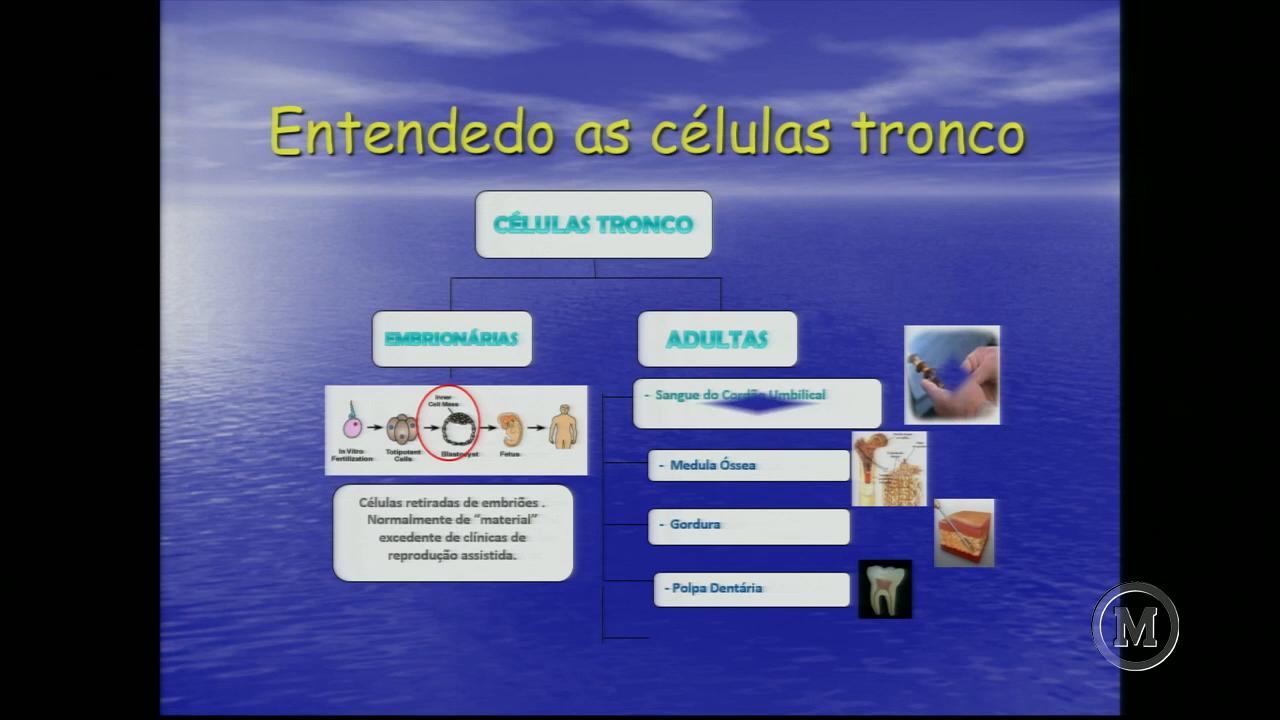 Entendedo as células tronco
CÉLULAS TRONCO
EMBRIONÁRIAS
ADULTAS
Inner
Cell Mass
In Vitro
Fertilization
Totipotent
Cells
Blastocyst
Fetus
Células retiradas de embriões .
Normalmente de “material”
excedente de clínicas de
reprodução assistida.
- Sangue do Cordão Umbilical
- Medula Óssea
- Gordura
- Polpa Dentária
M